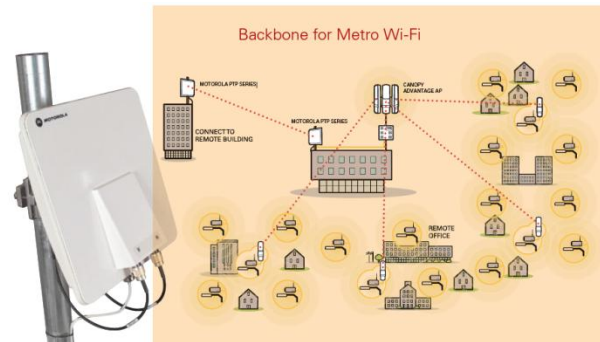 Backbone for Metro Wi-Fi
MOTOROLA PTP SERIES|
CANOPY
ADVANTAGE AP
MOTOROLA PTP SERIES
CONNECT TO
REMOTE BUILDING
REMOTE
OFFICE
MOTOROLA